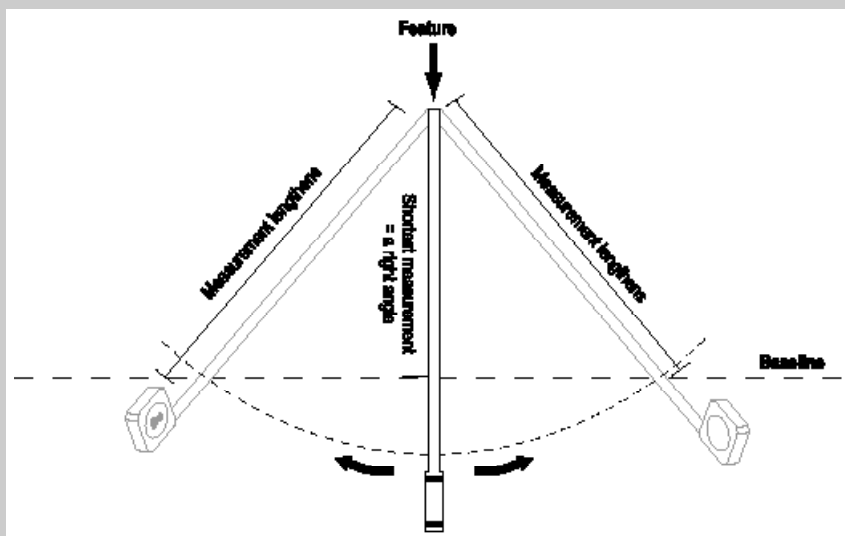 Feature
Measurement lengthens
Shortest measurement
= a right angle
Measurement lengthens
Baseline